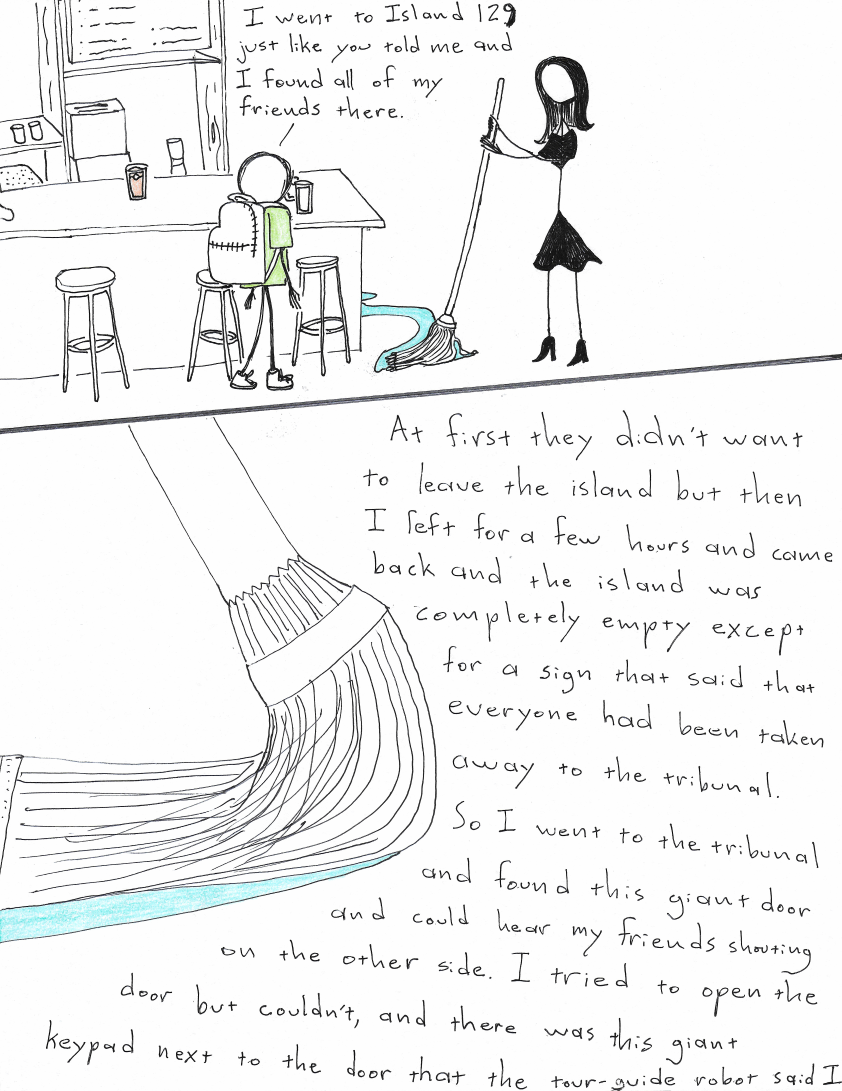 I went to Island 129
just like you told me and
I found all of my
friends there.
At first they didn't want
to leave the island but then
I left for a few hours and came
back and the island was
completely empty except
for a sign that said that
everyone had been taken
away to the tribunal.
So I went to the tribunal
and found this giant door
and could hear my friends shouting
on the other side. I tried to open the
door but couldn't, and there was this giant
keypad next to the door that the tour-guide robot said I